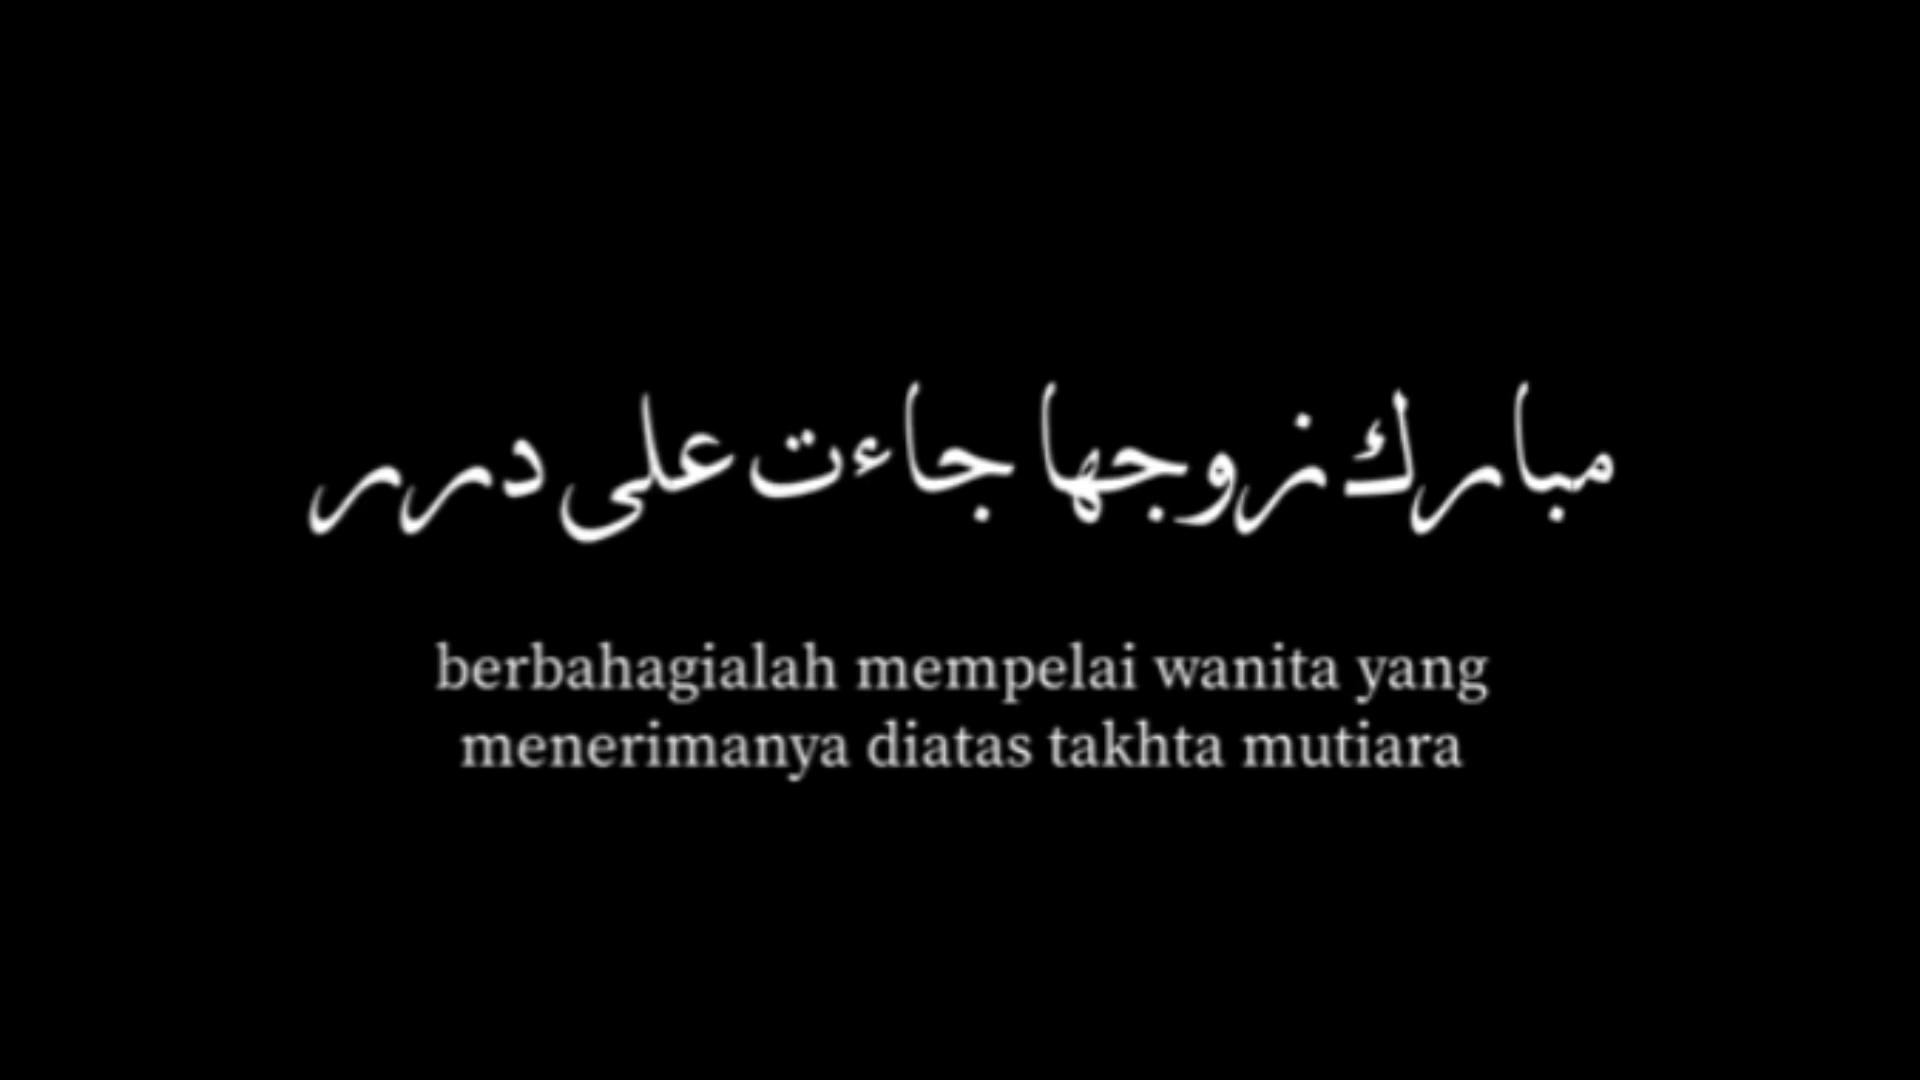 مبارك زوجها جاءت على درر
berbahagialah mempelai wanita yang
menerimanya diatas takhta mutiara